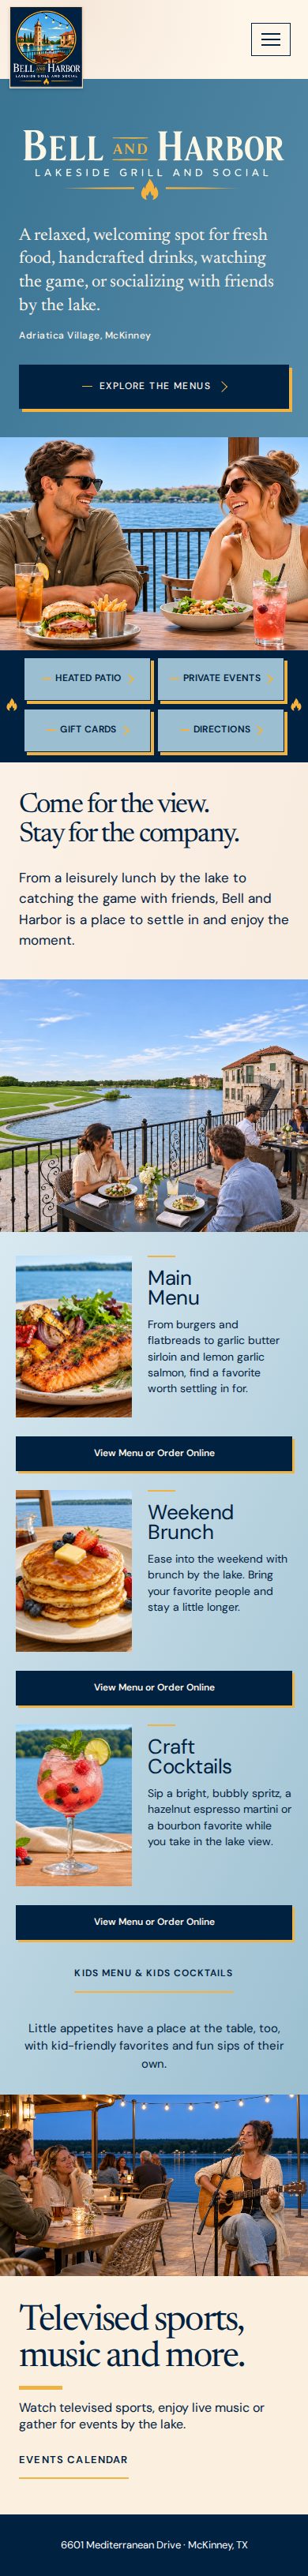 BELL AND HARBOR
LAKESIDE GRILL AND SOCIAL
BELL AND HARBOR
LAKESIDE GRILL AND SOCIAL
A relaxed, welcoming spot for fresh
food, handcrafted drinks, watching
the game, or socializing with friends
by the lake.
Adriatica Village, McKinney
EXPLORE THE MENUS
HEATED PATIO
PRIVATE EVENTS
GIFT CARDS
DIRECTIONS
Come for the view.
Stay for the company.
From a leisurely lunch by the lake to
catching the game with friends, Bell and
Harbor is a place to settle in and enjoy the
moment.
Main
Menu
From burgers and
flatbreads to garlic butter
sirloin and lemon garlic
salmon, find a favorite
worth settling in for.
View Menu or Order Online
Weekend
Brunch
Ease into the weekend with
brunch by the lake. Bring
your favorite people and
stay a little longer.
View Menu or Order Online
Craft
Cocktails
Sip a bright, bubbly spritz, a
hazelnut espresso martini or
a bourbon favorite while
you take in the lake view.
View Menu or Order Online
KIDS MENU & KIDS COCKTAILS
Little appetites have a place at the table, too,
with kid-friendly favorites and fun sips of their
own.
Televised sports,
music and more.
Watch televised sports, enjoy live music or
gather for events by the lake.
EVENTS CALENDAR
6601 Mediterranean Drive · McKinney, TX